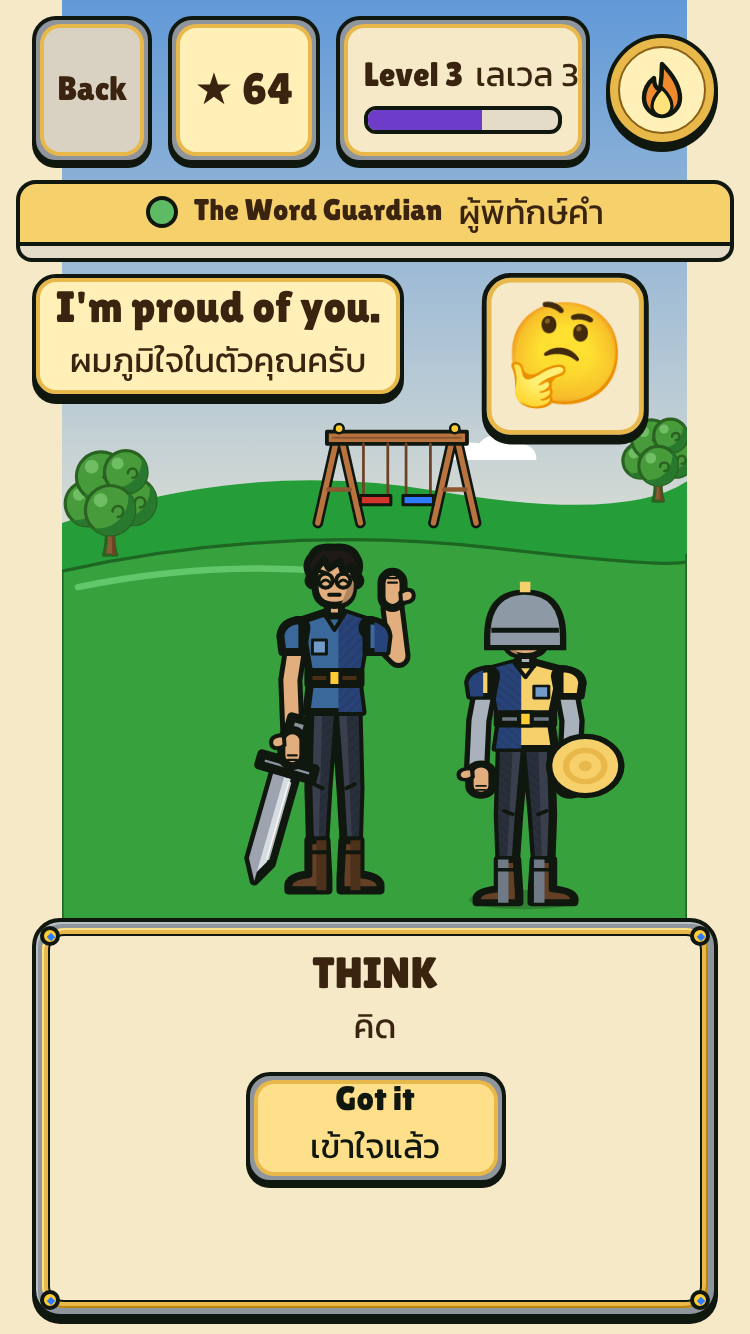 Back
★ 64
Level 3 เลเวล 3
The Word Guardian ผู้พิทักษ์คำ
I'm proud of you.
ผมภูมิใจในตัวคุณครับ
THINK
คิด
Got it
เข้าใจแล้ว